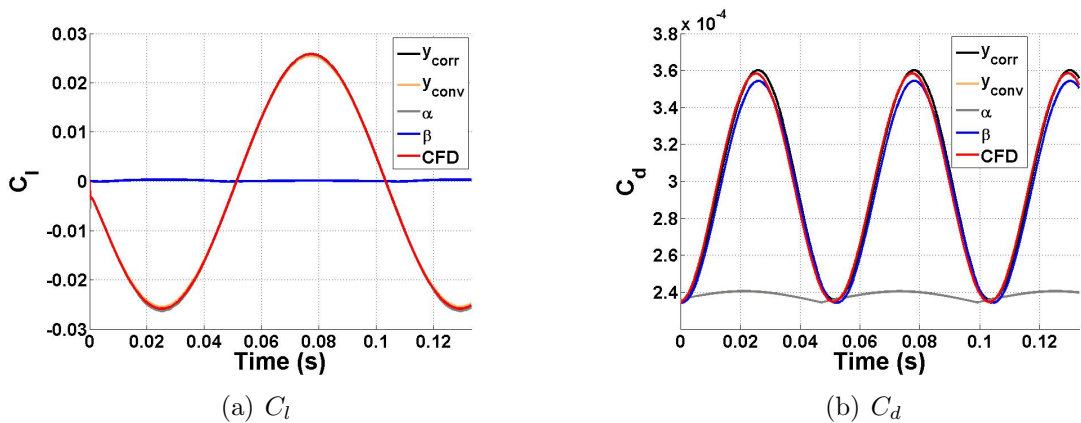 0.03
0.02
0.01
0
-0.01
-0.02
-0.03
C_l
0 0.02 0.04 0.06 0.08 0.1 0.12
Time (s)
y_corr
y_conv
α
β
CFD
(a) C_l
x 10^-4
3.8
3.6
3.4
3.2
3
2.8
2.6
2.4
C_d
0 0.02 0.04 0.06 0.08 0.1 0.12
Time (s)
y_corr
y_conv
α
β
CFD
(b) C_d